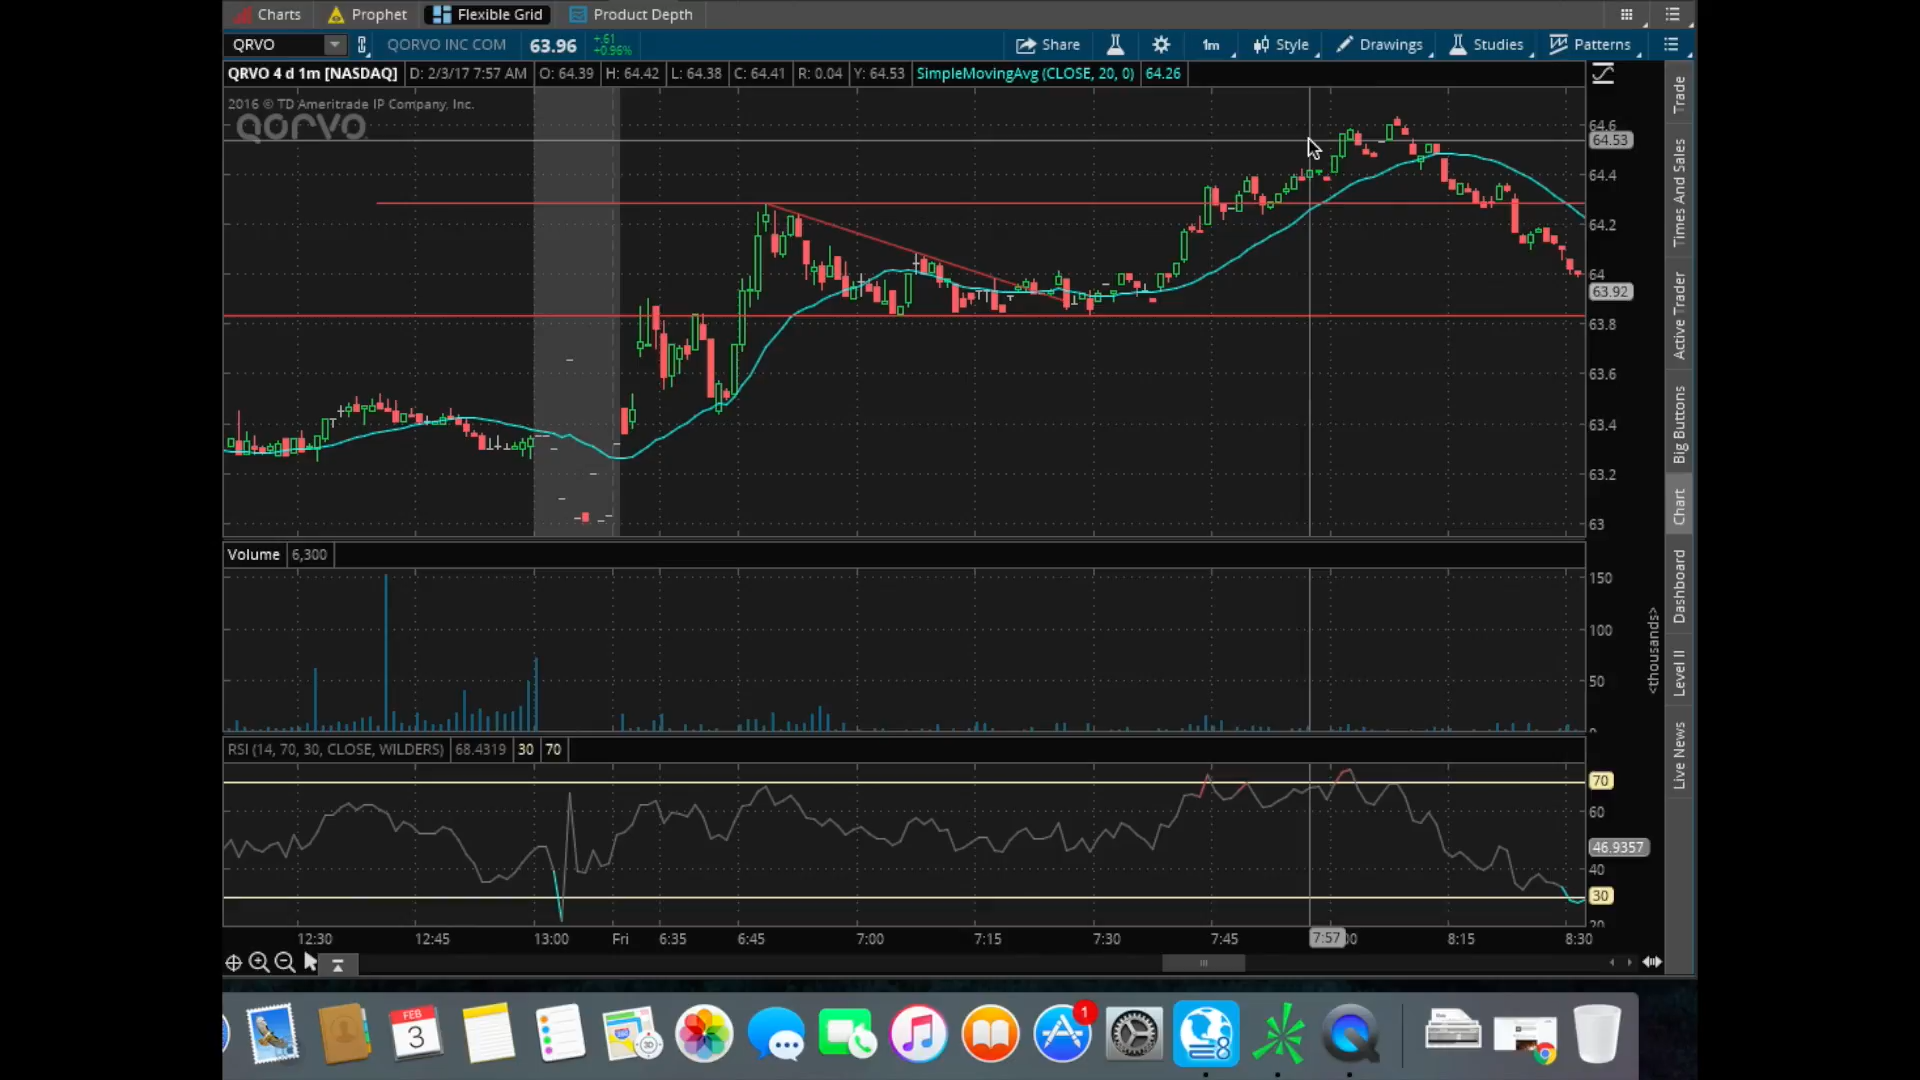 Charts Prophet Flexible Grid Product Depth
QRVO QORVO INC COM 63.96 +.61 +0.96% Share 1m Style Drawings Studies Patterns
QRVO 4 d 1m [NASDAQ] D: 2/3/17 7:57 AM O: 64.39 H: 64.42 L: 64.38 C: 64.41 R: 0.04 Y: 64.53 SimpleMovingAvg (CLOSE, 20, 0) 64.26
2016 © TD Ameritrade IP Company, Inc.
QORVO
64.6
64.53
64.4
64.2
64
63.92
63.8
63.6
63.4
63.2
63
Volume 6,300
150
100
50
<thousands>
RSI (14, 70, 30, CLOSE, WILDERS) 68.4319 30 70
70
60
46.9357
40
30
20
12:30 12:45 13:00 Fri 6:35 6:45 7:00 7:15 7:30 7:45 7:57 8:15 8:30
Trade
Times And Sales
Active Trader
Big Buttons
Chart
Dashboard
Level II
Live News
FEB
3
3D
1